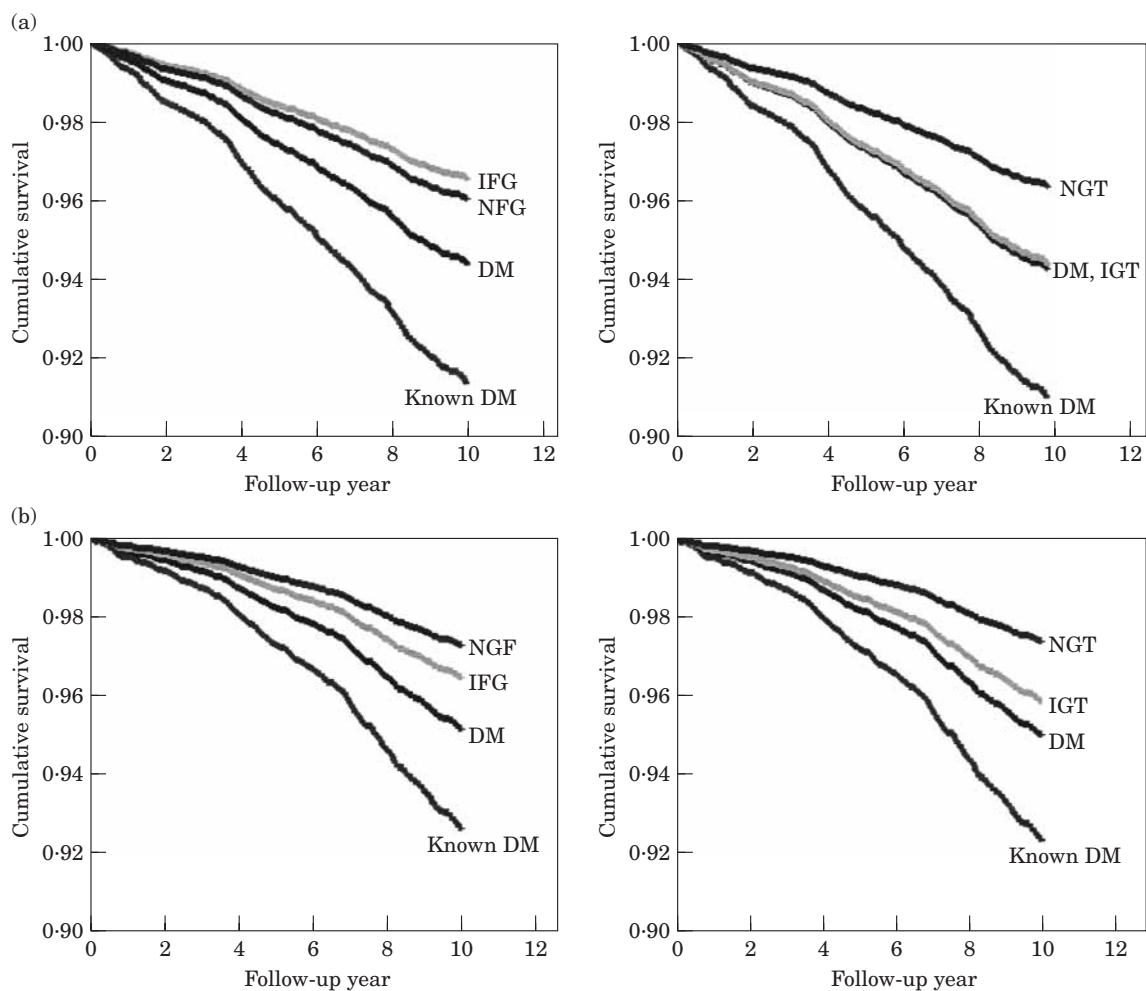 (a)
1·00
0·98
0·96
0·94
0·92
0·90
Cumulative survival
IFG
NFG
DM
Known DM
0 2 4 6 8 10 12
Follow-up year
1·00
0·98
0·96
0·94
0·92
0·90
Cumulative survival
NGT
DM, IGT
Known DM
0 2 4 6 8 10 12
Follow-up year
(b)
1·00
0·98
0·96
0·94
0·92
0·90
Cumulative survival
NGF
IFG
DM
Known DM
0 2 4 6 8 10 12
Follow-up year
1·00
0·98
0·96
0·94
0·92
0·90
Cumulative survival
NGT
IGT
DM
Known DM
0 2 4 6 8 10 12
Follow-up year